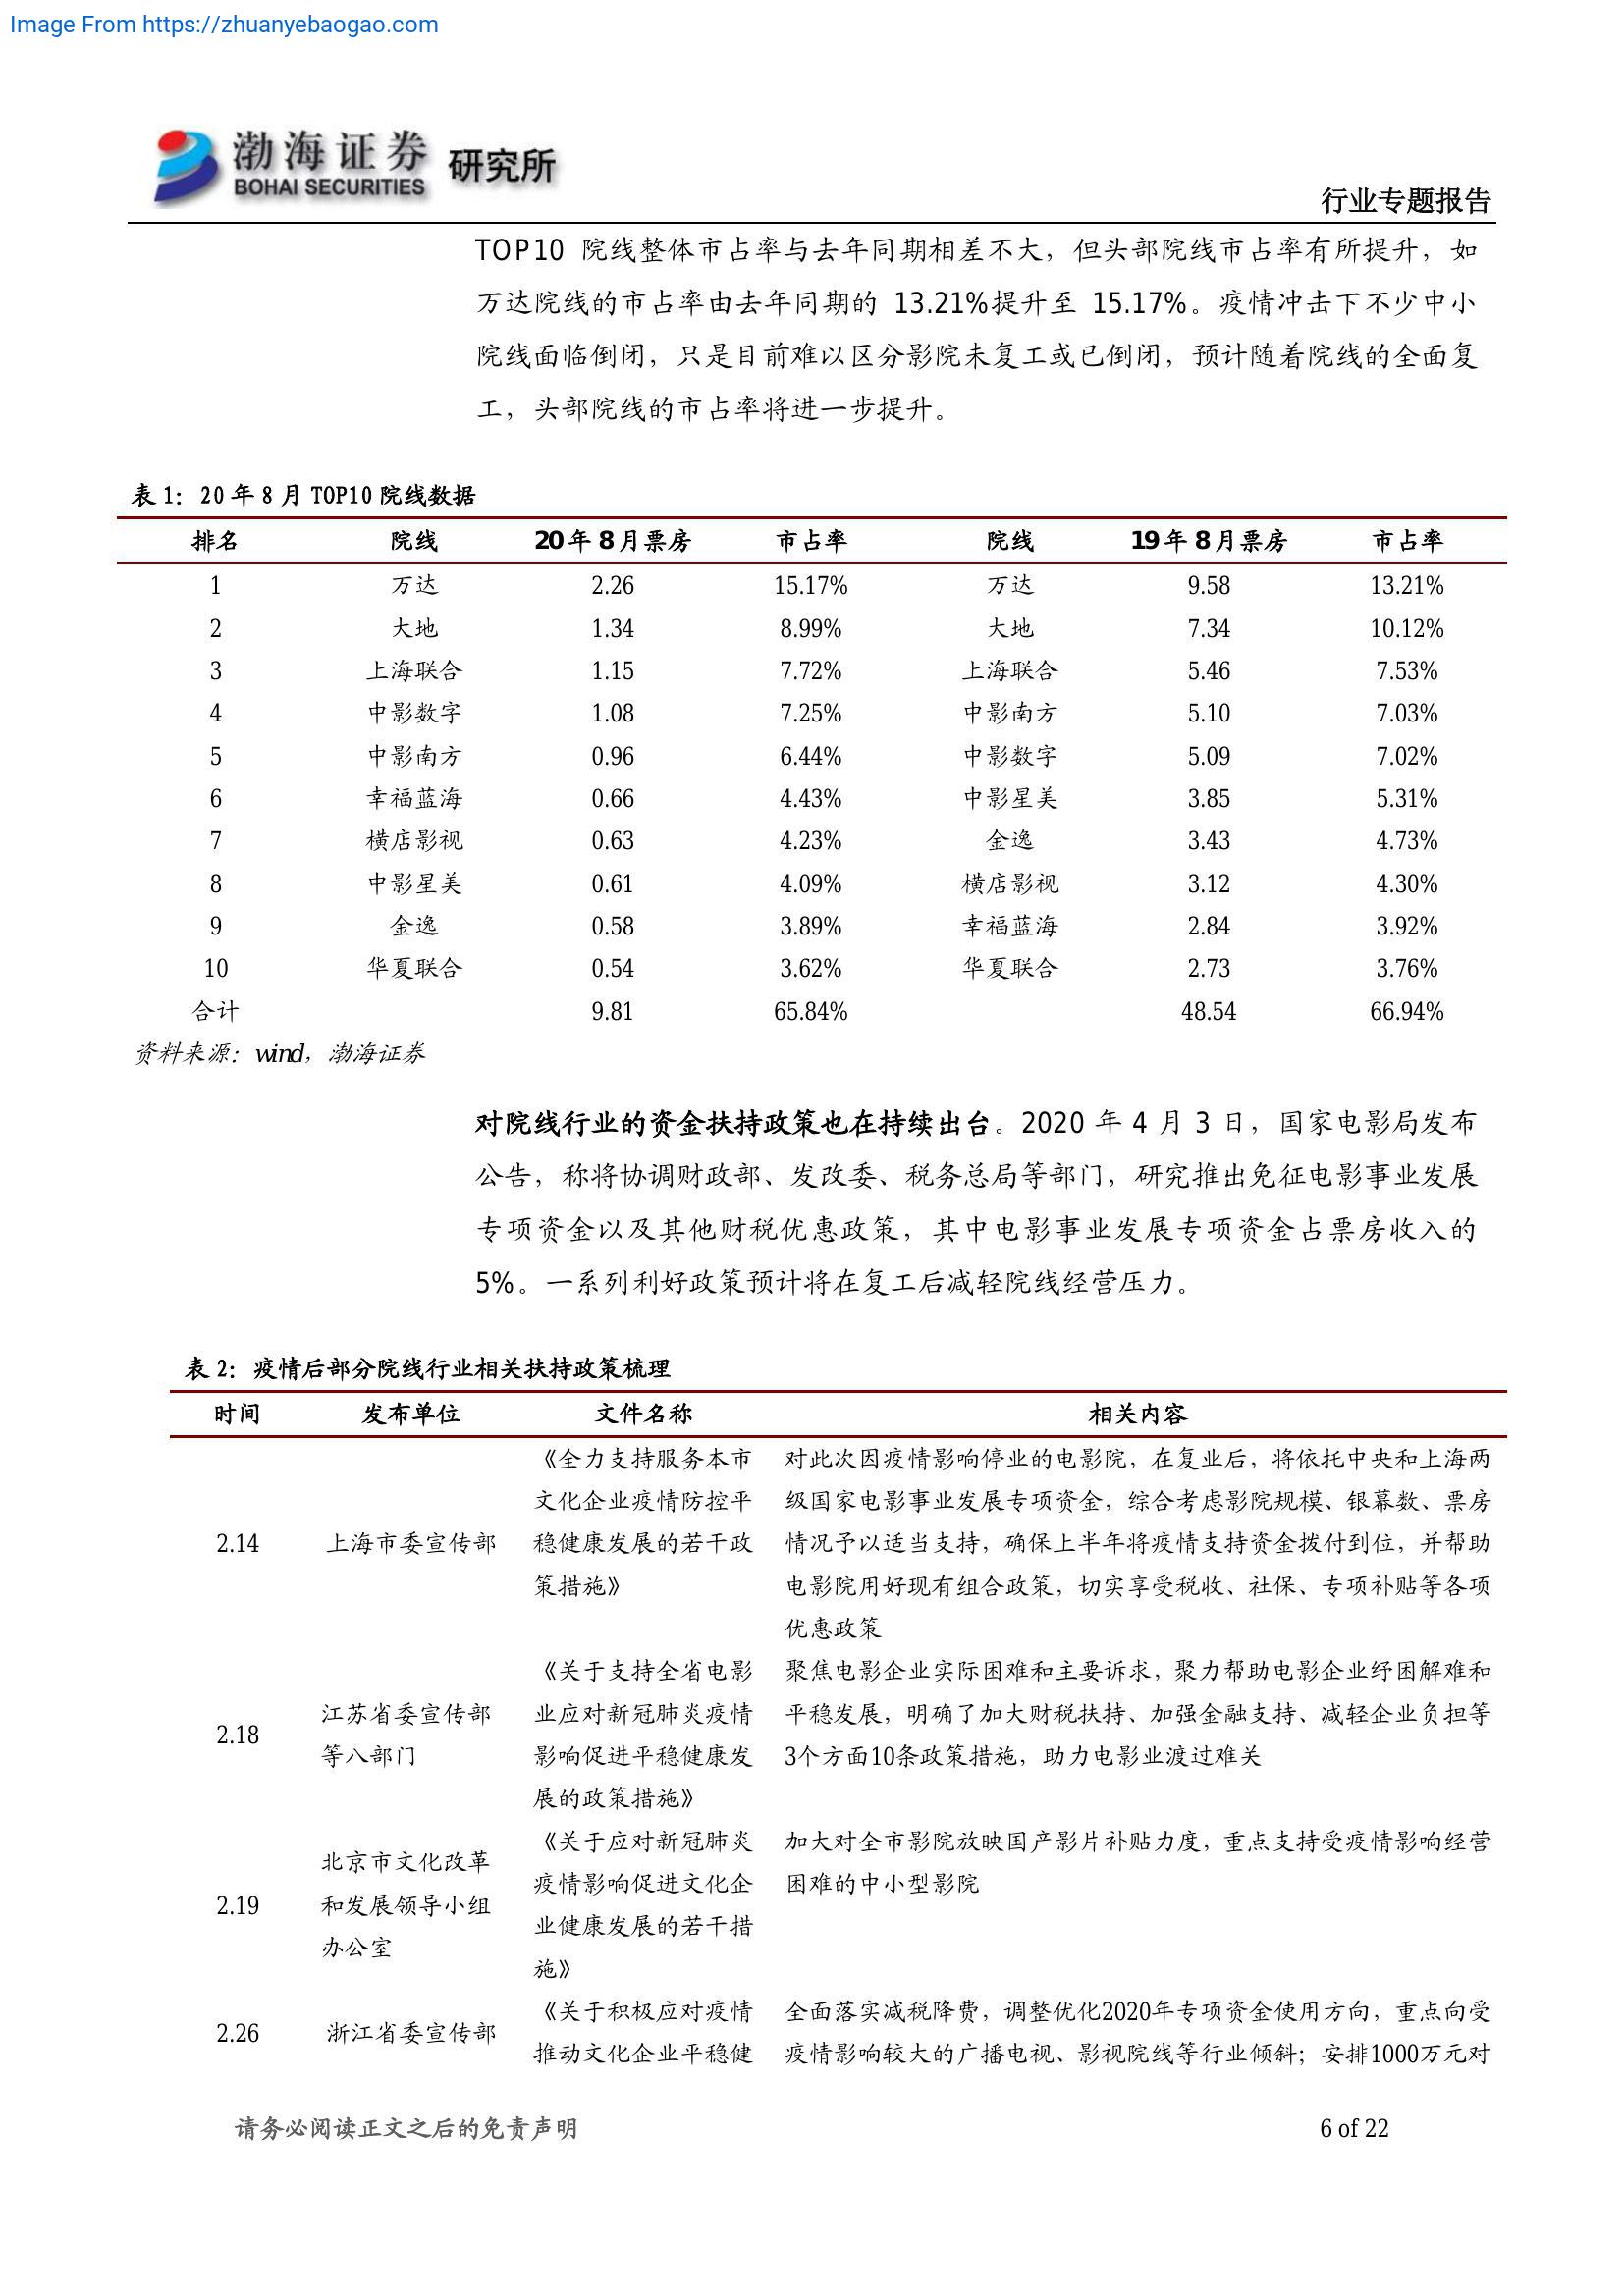 Image From https://zhuanyebaogao.com
渤海证券 研究所
BOHAI SECURITIES
行业专题报告
TOP10 院线整体市占率与去年同期相差不大，但头部院线市占率有所提升，如
万达院线的市占率由去年同期的 13.21%提升至 15.17%。疫情冲击下不少中小
院线面临倒闭，只是目前难以区分影院未复工或已倒闭，预计随着院线的全面复
工，头部院线的市占率将进一步提升。
表 1：20 年 8 月 TOP10 院线数据
排名 院线 20 年 8 月票房 市占率 院线 19 年 8 月票房 市占率
1 万达 2.26 15.17% 万达 9.58 13.21%
2 大地 1.34 8.99% 大地 7.34 10.12%
3 上海联合 1.15 7.72% 上海联合 5.46 7.53%
4 中影数字 1.08 7.25% 中影南方 5.10 7.03%
5 中影南方 0.96 6.44% 中影数字 5.09 7.02%
6 幸福蓝海 0.66 4.43% 中影星美 3.85 5.31%
7 横店影视 0.63 4.23% 金逸 3.43 4.73%
8 中影星美 0.61 4.09% 横店影视 3.12 4.30%
9 金逸 0.58 3.89% 幸福蓝海 2.84 3.92%
10 华夏联合 0.54 3.62% 华夏联合 2.73 3.76%
合计 9.81 65.84% 48.54 66.94%
资料来源：wind，渤海证券
对院线行业的资金扶持政策也在持续出台。2020 年 4 月 3 日，国家电影局发布
公告，称将协调财政部、发改委、税务总局等部门，研究推出免征电影事业发展
专项资金以及其他财税优惠政策，其中电影事业发展专项资金占票房收入的
5%。一系列利好政策预计将在复工后减轻院线经营压力。
表 2：疫情后部分院线行业相关扶持政策梳理
时间 发布单位 文件名称 相关内容
2.14
上海市委宣传部
《全力支持服务本市
文化企业疫情防控平
稳健康发展的若干政
策措施》
对此次因疫情影响停业的电影院，在复业后，将依托中央和上海两
级国家电影事业发展专项资金，综合考虑影院规模、银幕数、票房
情况予以适当支持，确保上半年将疫情支持资金拨付到位，并帮助
电影院用好现有组合政策，切实享受税收、社保、专项补贴等各项
优惠政策
2.18
江苏省委宣传部
等八部门
《关于支持全省电影
业应对新冠肺炎疫情
影响促进平稳健康发
展的政策措施》
聚焦电影企业实际困难和主要诉求，聚力帮助电影企业纾困解难和
平稳发展，明确了加大财税扶持、加强金融支持、减轻企业负担等
3个方面10条政策措施，助力电影业渡过难关
2.19
北京市文化改革
和发展领导小组
办公室
《关于应对新冠肺炎
疫情影响促进文化企
业健康发展的若干措
施》
加大对全市影院放映国产影片补贴力度，重点支持受疫情影响经营
困难的中小型影院
2.26
浙江省委宣传部
《关于积极应对疫情
推动文化企业平稳健
全面落实减税降费，调整优化2020年专项资金使用方向，重点向受
疫情影响较大的广播电视、影视院线等行业倾斜；安排1000万元对
请务必阅读正文之后的免责声明
6 of 22